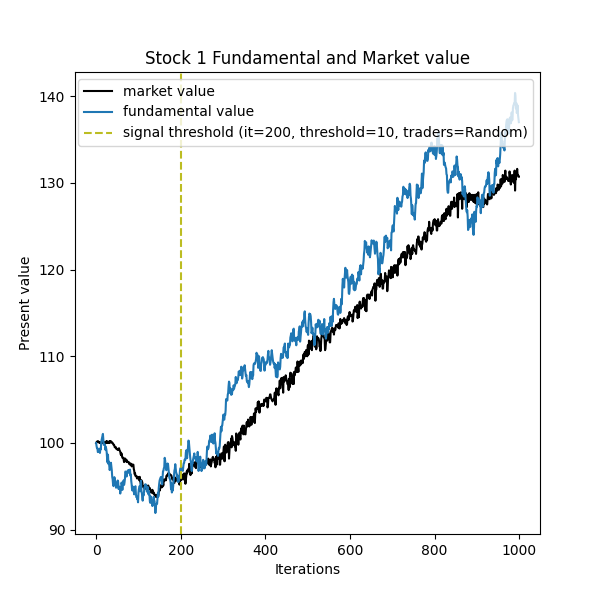 Stock 1 Fundamental and Market value
market value
fundamental value
signal threshold (it=200, threshold=10, traders=Random)
Present value
140
130
120
110
100
90
0 200 400 600 800 1000
Iterations